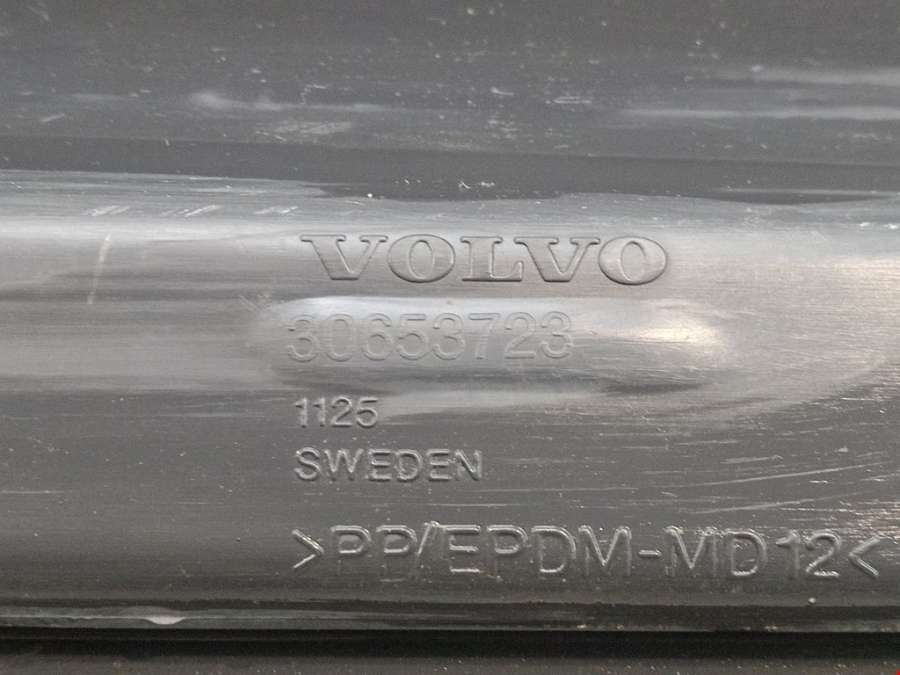 VOLVO
30653723
1125
SWEDEN
>PP/EPDM-MD12<